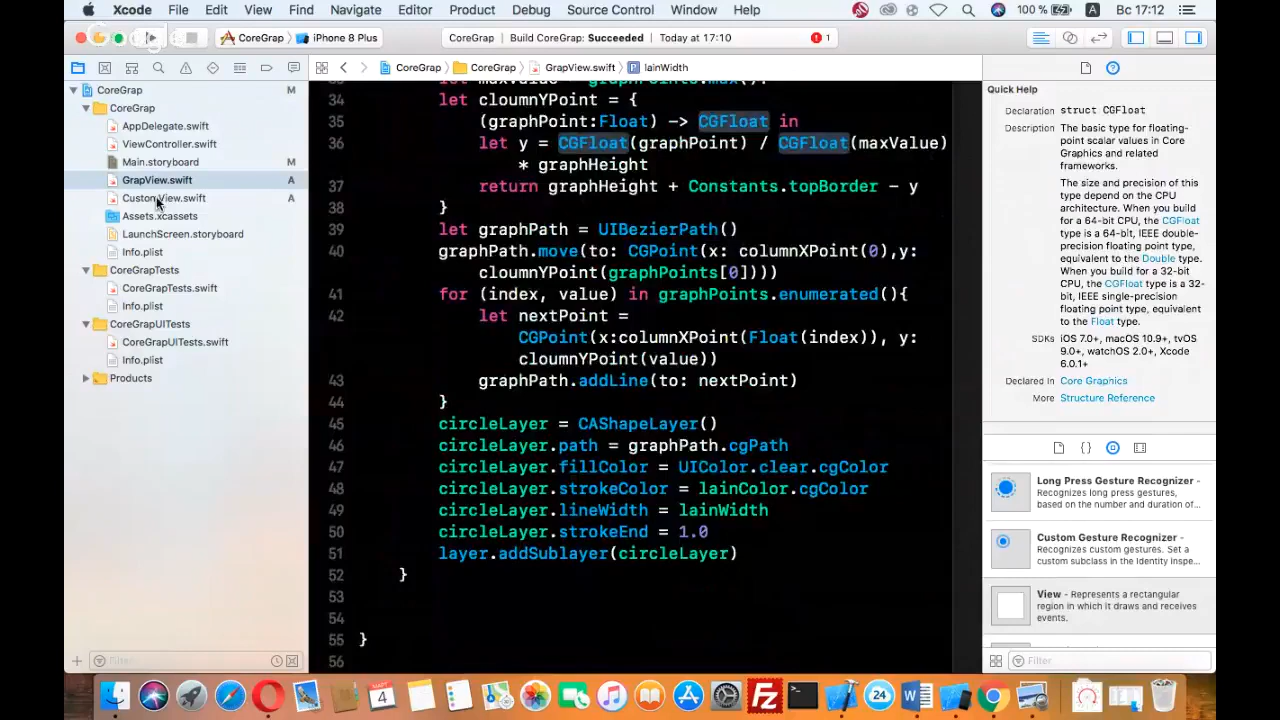 Xcode File Edit View Find Navigate Editor Product Debug Source Control Window Help 100 % A Вс 17:12
CoreGrap iPhone 8 Plus CoreGrap Build CoreGrap: Succeeded Today at 17:10 1
CoreGrap CoreGrap GrapView.swift P lainWidth
CoreGrap M
CoreGrap
AppDelegate.swift
ViewController.swift
Main.storyboard M
GrapView.swift A
CustomView.swift A
Assets.xcassets
LaunchScreen.storyboard
Info.plist
CoreGrapTests
CoreGrapTests.swift
Info.plist
CoreGrapUITests
CoreGrapUITests.swift
Info.plist
Products
Filter
34 let cloumnYPoint = {
35 (graphPoint:Float) -> CGFloat in
36 let y = CGFloat(graphPoint) / CGFloat(maxValue)
* graphHeight
37 return graphHeight + Constants.topBorder - y
38 }
39 let graphPath = UIBezierPath()
40 graphPath.move(to: CGPoint(x: columnXPoint(0),y:
cloumnYPoint(graphPoints[0])))
41 for (index, value) in graphPoints.enumerated(){
42 let nextPoint =
CGPoint(x:columnXPoint(Float(index)), y:
cloumnYPoint(value))
43 graphPath.addLine(to: nextPoint)
44 }
45 circleLayer = CAShapeLayer()
46 circleLayer.path = graphPath.cgPath
47 circleLayer.fillColor = UIColor.clear.cgColor
48 circleLayer.strokeColor = lainColor.cgColor
49 circleLayer.lineWidth = lainWidth
50 circleLayer.strokeEnd = 1.0
51 layer.addSublayer(circleLayer)
52 }
53
54
55 }
56
Quick Help
Declaration struct CGFloat
Description The basic type for floating-
point scalar values in Core
Graphics and related
frameworks.
The size and precision of this
type depend on the CPU
architecture. When you build
for a 64-bit CPU, the CGFloat
type is a 64-bit, IEEE double-
precision floating point type,
equivalent to the Double type.
When you build for a 32-bit
CPU, the CGFloat type is a 32-
bit, IEEE single-precision
floating point type, equivalent
to the Float type.
SDKs iOS 7.0+, macOS 10.9+, tvOS
9.0+, watchOS 2.0+, Xcode
6.0.1+
Declared In Core Graphics
More Structure Reference
Long Press Gesture Recognizer -
Recognizes long press gestures,
based on the number and duration of...
Custom Gesture Recognizer -
Recognizes custom gestures. Set a
custom subclass in the Identity Inspe...
View - Represents a rectangular
region in which it draws and receives
events.
Filter
4 24